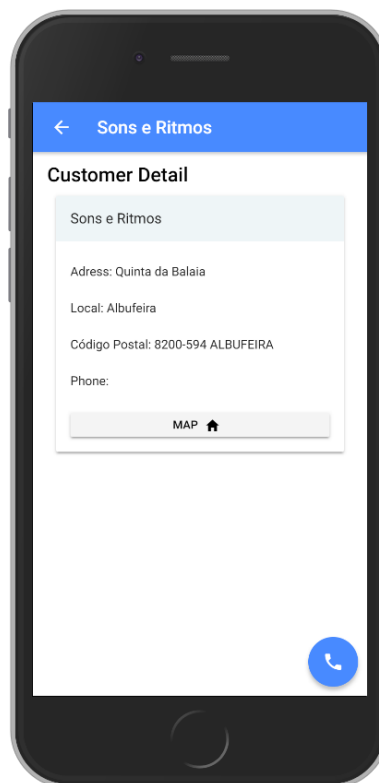 Sons e Ritmos
Customer Detail
Sons e Ritmos
Adress: Quinta da Balaia
Local: Albufeira
Código Postal: 8200-594 ALBUFEIRA
Phone:
MAP